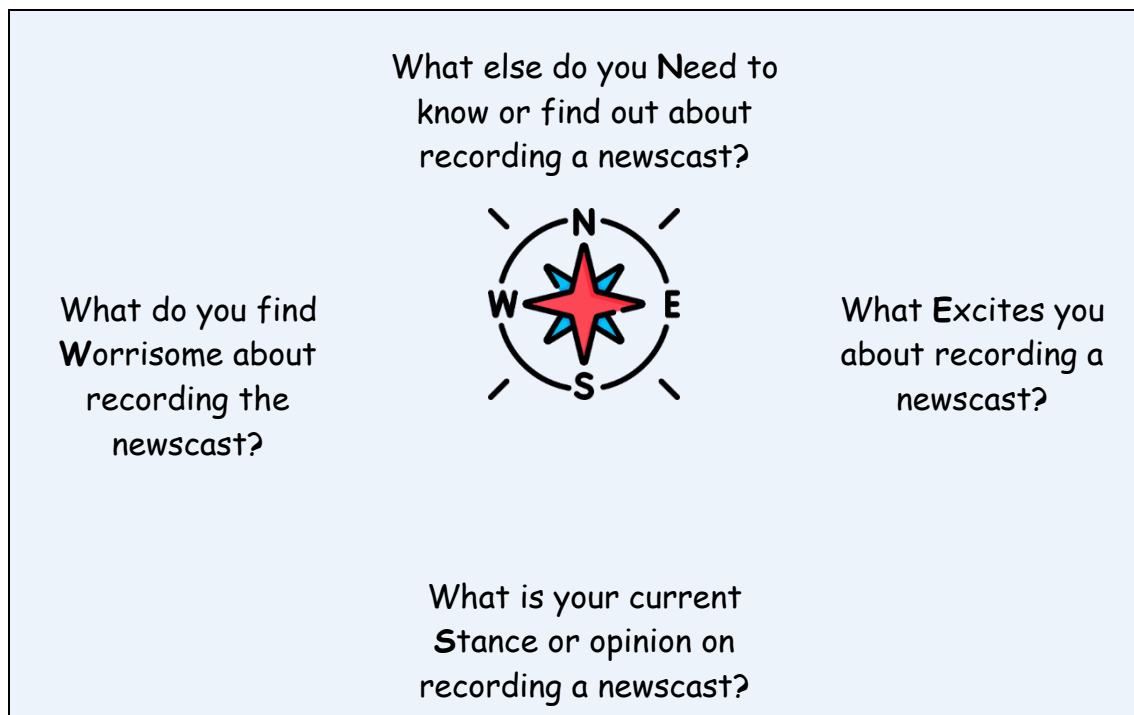 What else do you Need to
know or find out about
recording a newscast?
N
W
E
S
What do you find
Worrisome about
recording the
newscast?
What Excites you
about recording a
newscast?
What is your current
Stance or opinion on
recording a newscast?